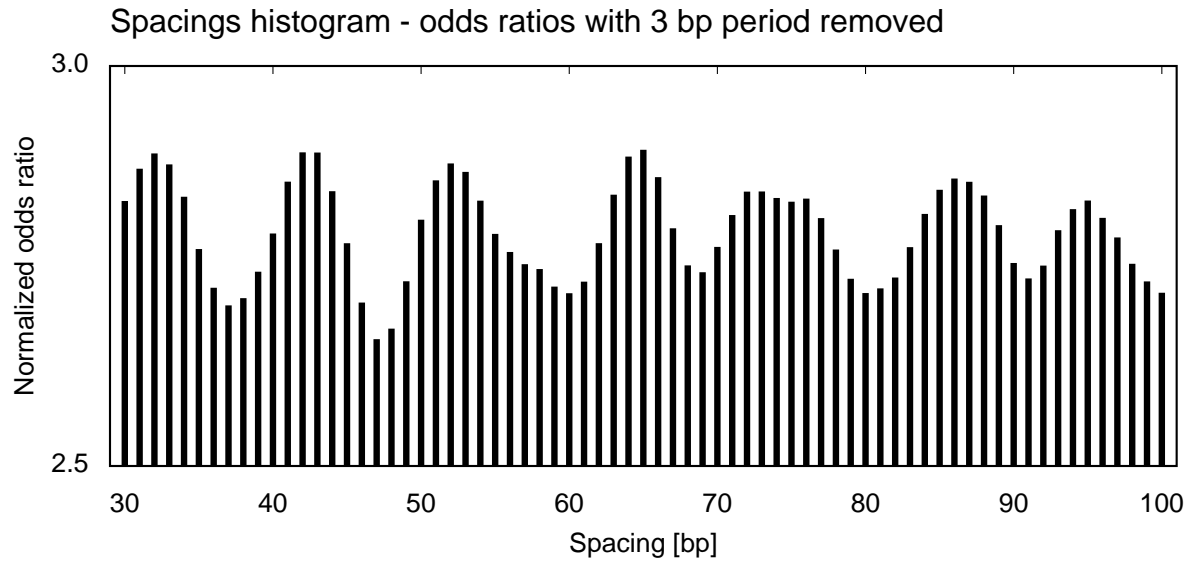 Spacings histogram - odds ratios with 3 bp period removed
3.0
Normalized odds ratio
2.5
30 40 50 60 70 80 90 100
Spacing [bp]